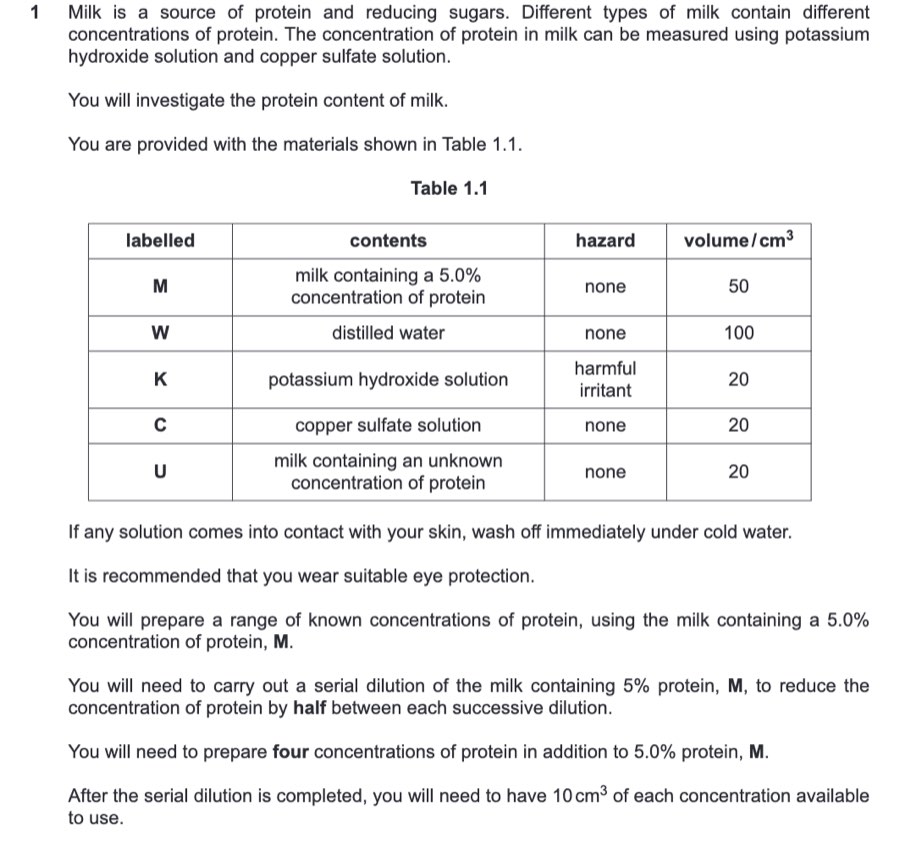 1 Milk is a source of protein and reducing sugars. Different types of milk contain different
concentrations of protein. The concentration of protein in milk can be measured using potassium
hydroxide solution and copper sulfate solution.
You will investigate the protein content of milk.
You are provided with the materials shown in Table 1.1.
Table 1.1
labelled contents hazard volume/cm³
M milk containing a 5.0% concentration of protein none 50
W distilled water none 100
K potassium hydroxide solution harmful irritant 20
C copper sulfate solution none 20
U milk containing an unknown concentration of protein none 20
If any solution comes into contact with your skin, wash off immediately under cold water.
It is recommended that you wear suitable eye protection.
You will prepare a range of known concentrations of protein, using the milk containing a 5.0%
concentration of protein, M.
You will need to carry out a serial dilution of the milk containing 5% protein, M, to reduce the
concentration of protein by half between each successive dilution.
You will need to prepare four concentrations of protein in addition to 5.0% protein, M.
After the serial dilution is completed, you will need to have 10 cm³ of each concentration available
to use.